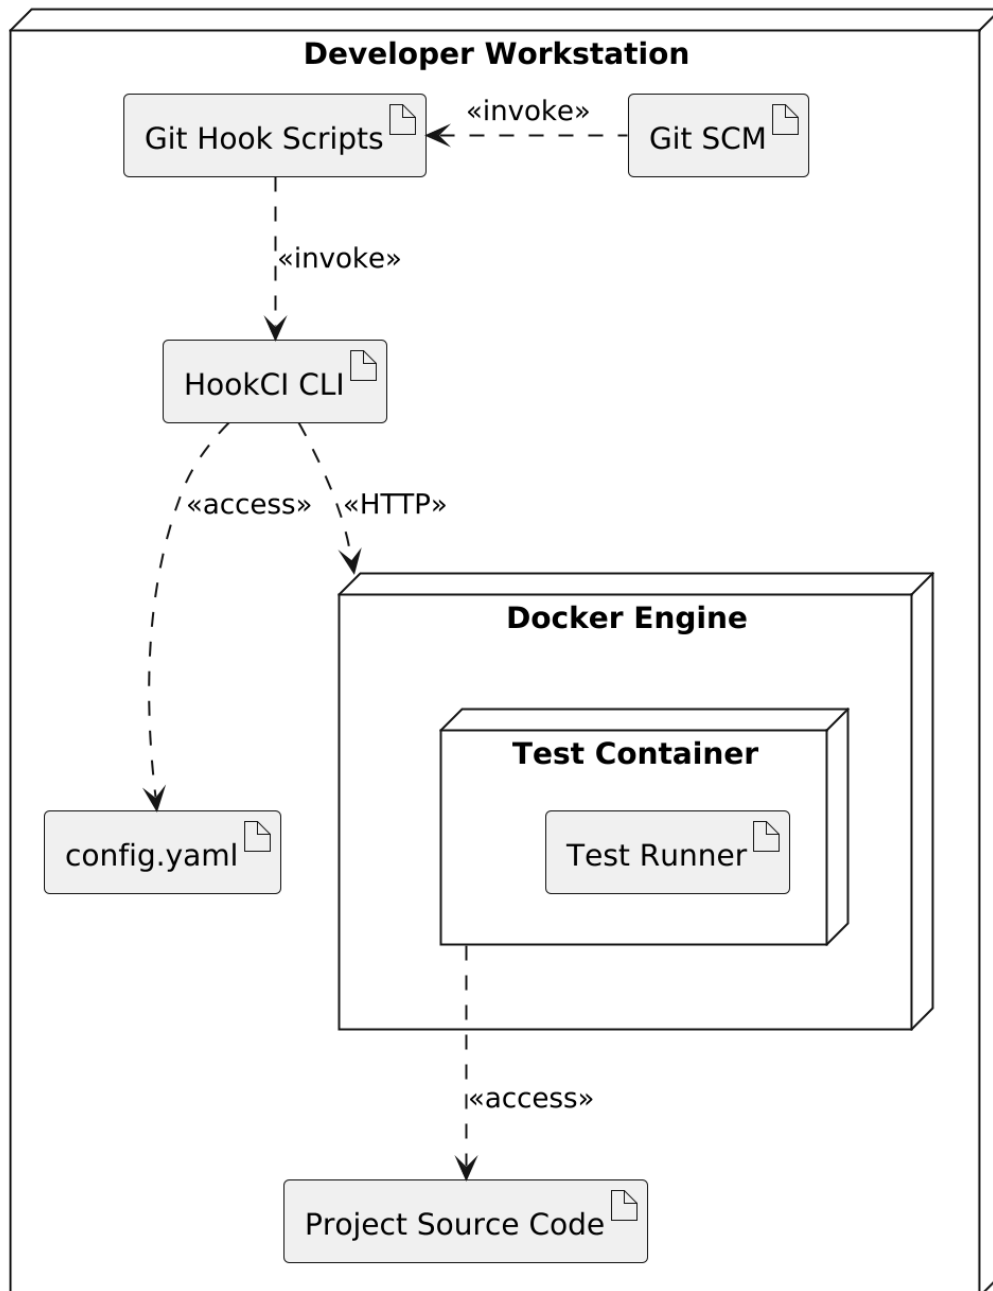 Developer Workstation
Git Hook Scripts
«invoke»
Git SCM
«invoke»
HookCI CLI
«access»
«HTTP»
Docker Engine
Test Container
Test Runner
config.yaml
«access»
Project Source Code